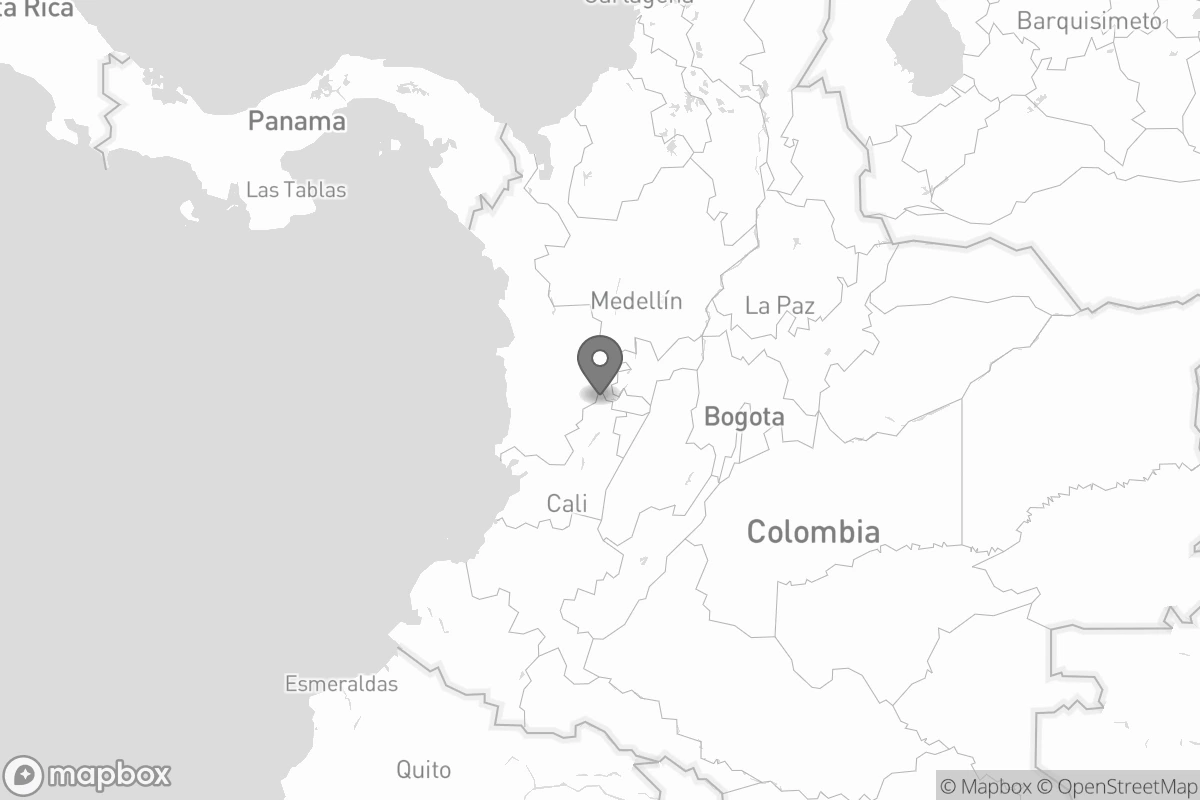 ta Rica
Cartagena
Barquisimeto
Panama
Las Tablas
Medellín
La Paz
Bogota
Cali
Colombia
Esmeraldas
Quito
mapbox
© Mapbox © OpenStreetMap